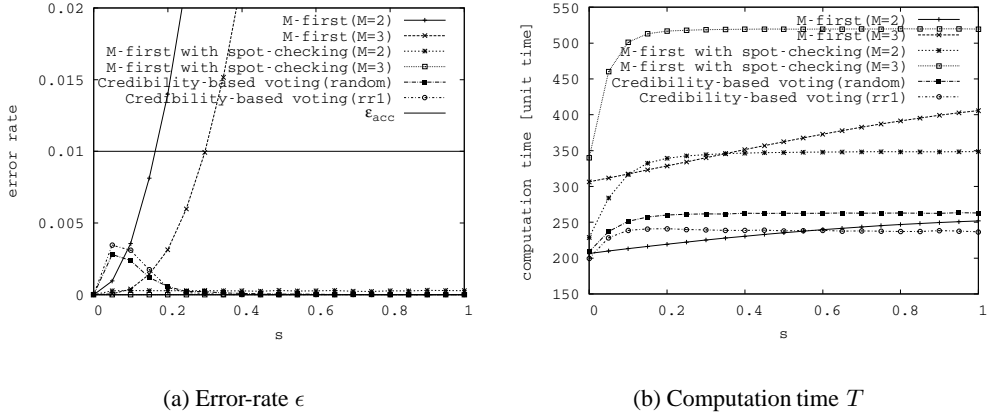 0.02
0.015
0.01
0.005
0
error rate
M-first(M=2)
M-first(M=3)
M-first with spot-checking(M=2)
M-first with spot-checking(M=3)
Credibility-based voting(random)
Credibility-based voting(rr1)
εacc
0 0.2 0.4 0.6 0.8 1
s
(a) Error-rate ϵ
550
500
450
400
350
300
250
200
150
computation time [unit time]
M-first(M=2)
M-first(M=3)
M-first with spot-checking(M=2)
M-first with spot-checking(M=3)
Credibility-based voting(random)
Credibility-based voting(rr1)
0 0.2 0.4 0.6 0.8 1
s
(b) Computation time T